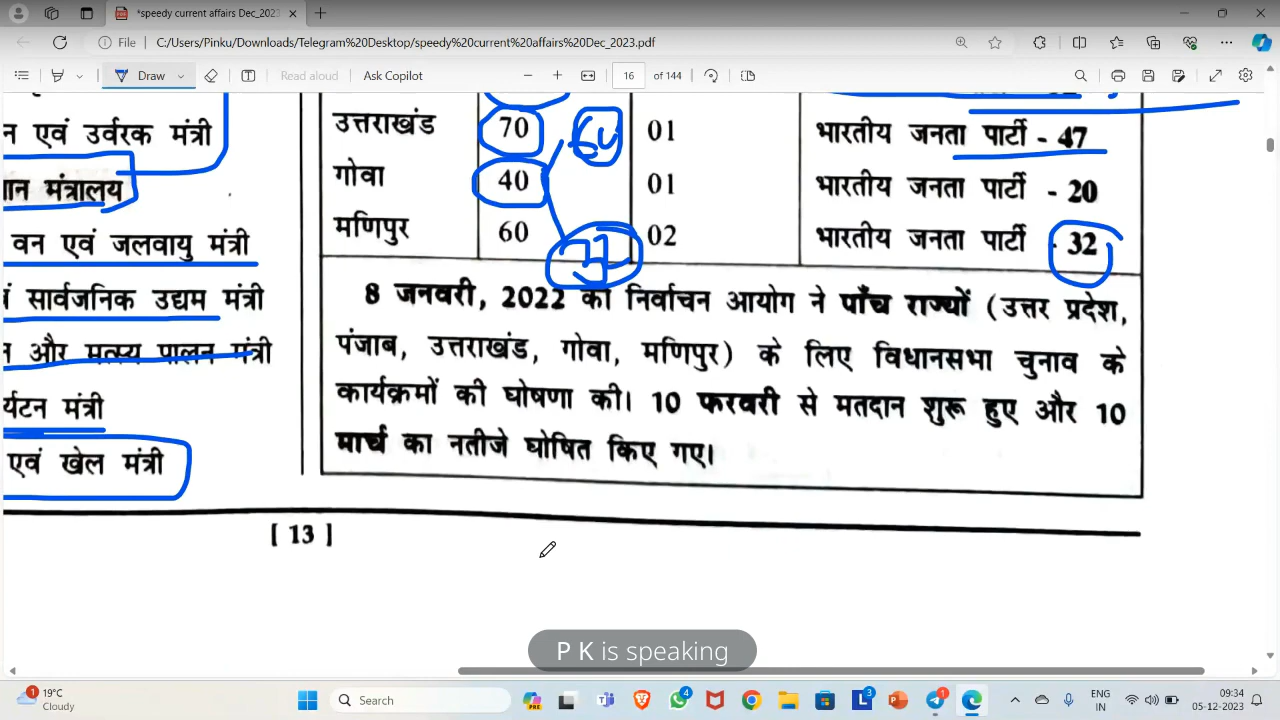 *speedy current affairs Dec_2023
File C:/Users/Pinku/Downloads/Telegram%20Desktop/speedy%20current%20affairs%20Dec_2023.pdf
Draw Read aloud Ask Copilot 16 of 144
न एवं उर्वरक मंत्री
मंत्रालय
वन एवं जलवायु मंत्री
सार्वजनिक उद्यम मंत्री
और मत्स्य पालन मंत्री
र्यटन मंत्री
एवं खेल मंत्री
उत्तराखंड 70 01 भारतीय जनता पार्टी - 47
गोवा 40 01 भारतीय जनता पार्टी - 20
मणिपुर 60 02 भारतीय जनता पार्टी - 32
8 जनवरी, 2022 को निर्वाचन आयोग ने पाँच राज्यों (उत्तर प्रदेश,
पंजाब, उत्तराखंड, गोवा, मणिपुर) के लिए विधानसभा चुनाव के
कार्यक्रमों की घोषणा की। 10 फरवरी से मतदान शुरू हुए और 10
मार्च को नतीजे घोषित किए गए।
[ 13 ]
P K is speaking
1 19°C
Cloudy
Search
4
3
1
ENG
IN
09:34
05-12-2023